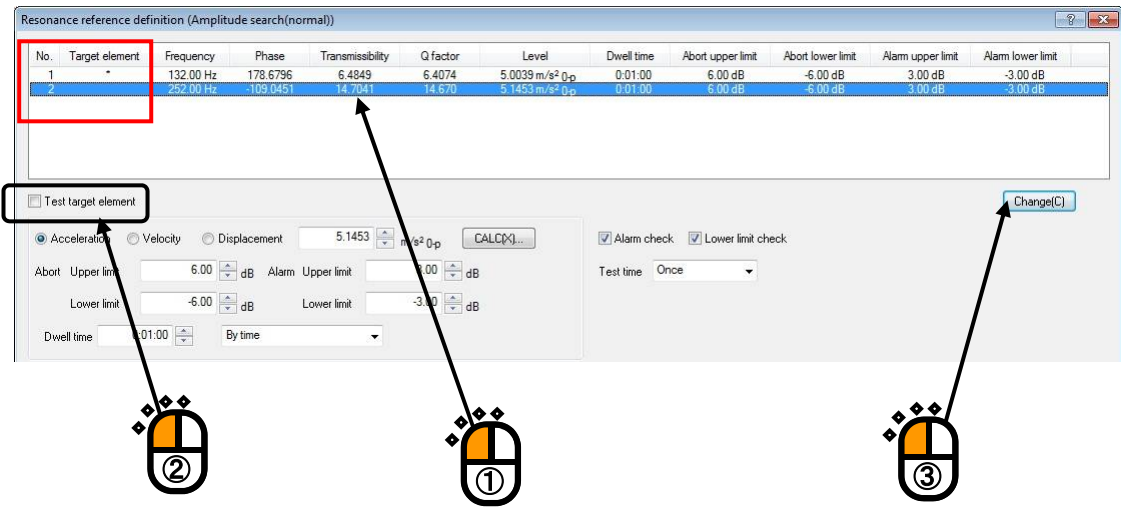 Resonance reference definition (Amplitude search(normal))
No. Target element Frequency Phase Transmissibility Q factor Level Dwell time Abort upper limit Abort lower limit Alarm upper limit Alarm lower limit
1 * 132.00 Hz 178.6796 6.4849 6.4074 5.0039 m/s² 0-p 0:01:00 6.00 dB -6.00 dB 3.00 dB -3.00 dB
2 252.00 Hz -109.0451 14.7041 14.670 5.1453 m/s² 0-p 0:01:00 6.00 dB -6.00 dB 3.00 dB -3.00 dB
Test target element Change(C)
Acceleration Velocity Displacement 5.1453 m/s² 0-p CALC(X)... Alarm check Lower limit check
Abort Upper limit 6.00 dB Alarm Upper limit .00 dB Test time Once
Lower limit -6.00 dB Lower limit -3.00 dB
Dwell time 0:01:00 By time
② ① ③